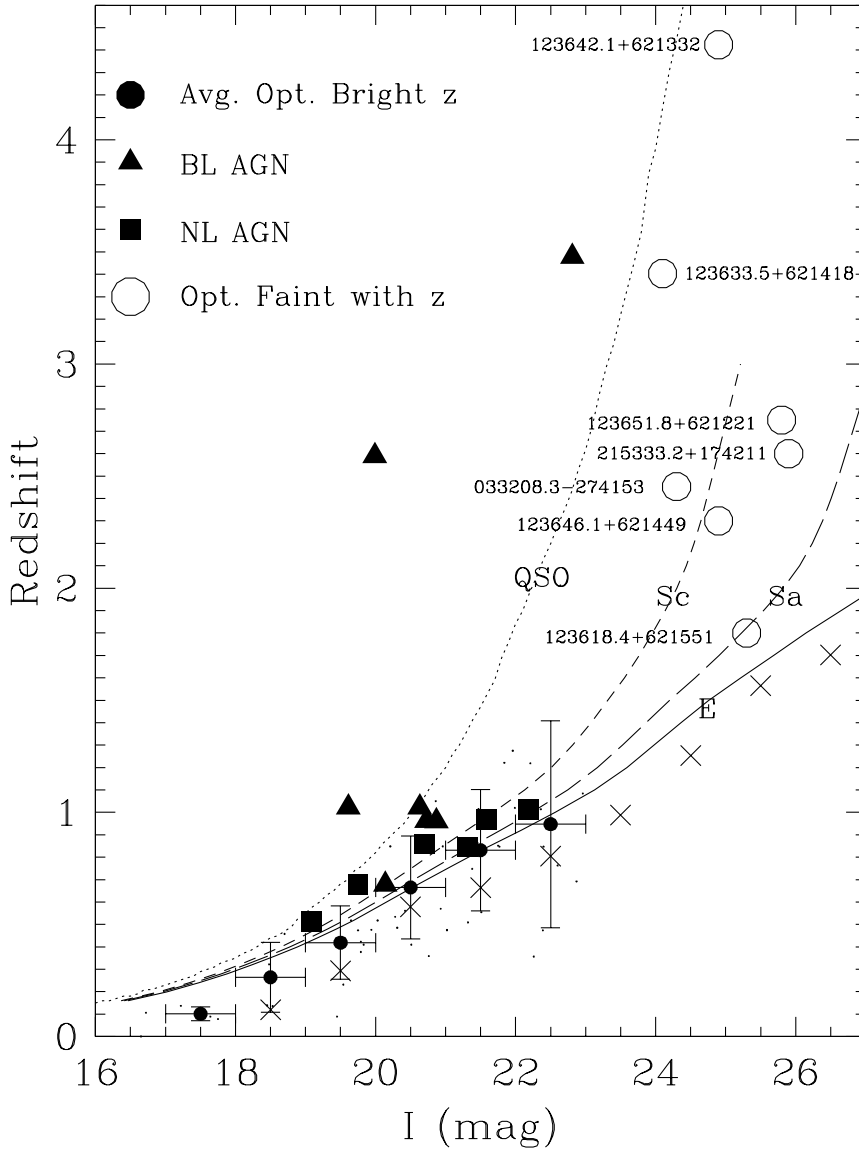 123642.1+621332
Avg. Opt. Bright z
4
BL AGN
NL AGN
123633.5+621418-
Opt. Faint with z
3
123651.8+621221
215333.2+174211
033208.3-274153
123646.1+621449
QSO
2
Sc
Sa
123618.4+621551
E
1
0
16
18
20
22
24
26
I (mag)
Redshift